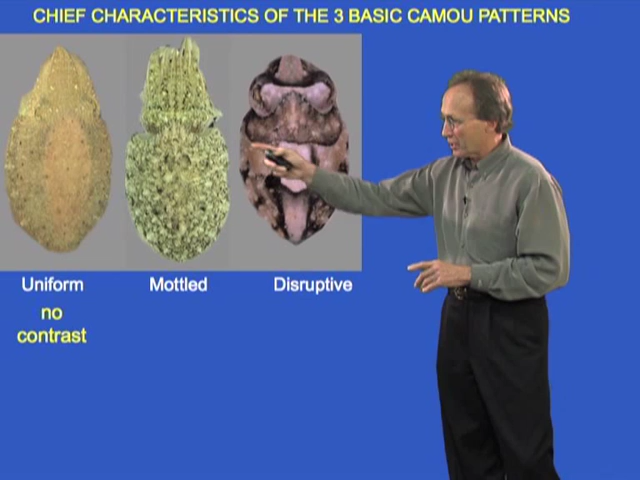 CHIEF CHARACTERISTICS OF THE 3 BASIC CAMOU PATTERNS
Uniform Mottled Disruptive
no
contrast